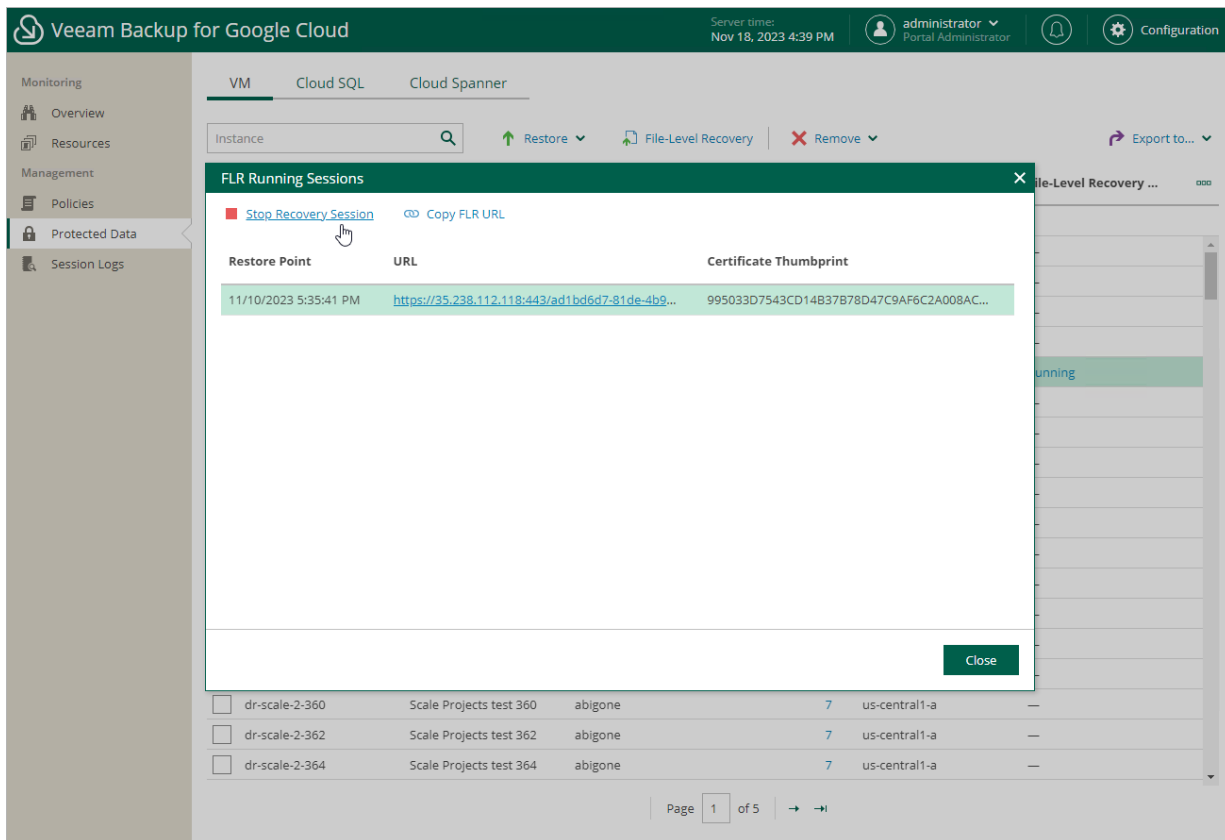 Veeam Backup for Google Cloud
Server time:
Nov 18, 2023 4:39 PM
administrator
Portal Administrator
Configuration
Monitoring
Overview
Resources
Management
Policies
Protected Data
Session Logs
VM Cloud SQL Cloud Spanner
Instance Restore File-Level Recovery Remove Export to...
ile-Level Recovery ...
FLR Running Sessions
Stop Recovery Session Copy FLR URL
Restore Point URL Certificate Thumbprint
11/10/2023 5:35:41 PM https://35.238.112.118:443/ad1bd6d7-81de-4b9... 995033D7543CD14B37B78D47C9AF6C2A008AC...
unning
Close
dr-scale-2-360 Scale Projects test 360 abigone 7 us-central1-a —
dr-scale-2-362 Scale Projects test 362 abigone 7 us-central1-a —
dr-scale-2-364 Scale Projects test 364 abigone 7 us-central1-a —
Page 1 of 5